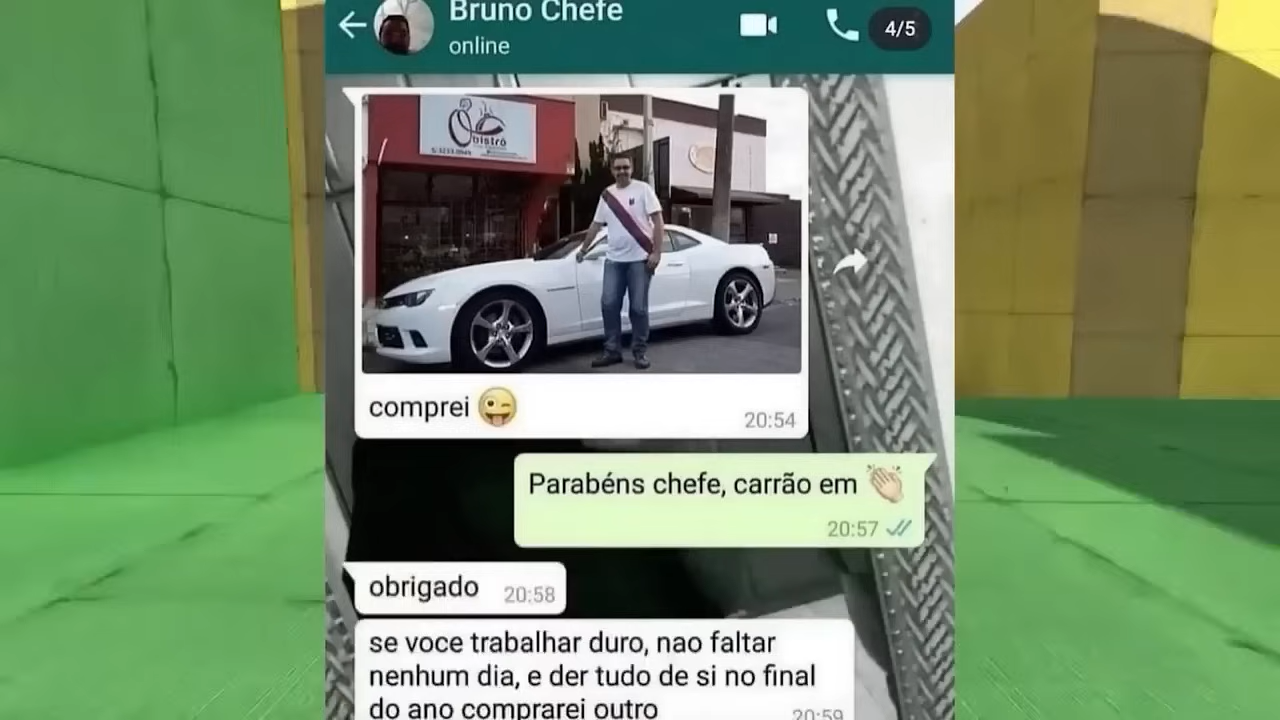 Bruno Chefe
online
4/5
bistrô
comprei 😜
20:54
Parabéns chefe, carrão em 👏
20:57
obrigado 20:58
se voce trabalhar duro, nao faltar
nenhum dia, e der tudo de si no final
do ano comprarei outro
20:59